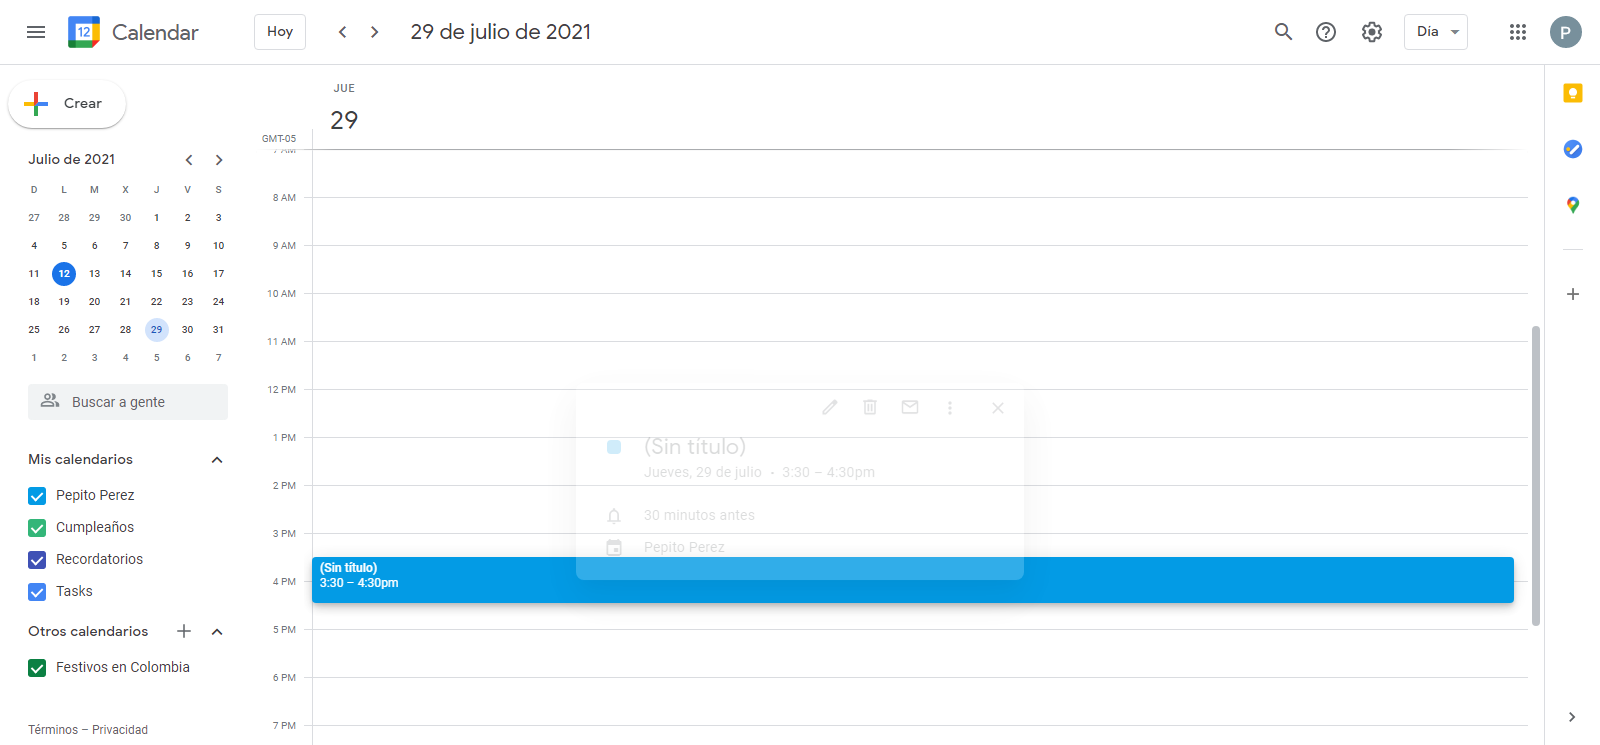 12 Calendar Hoy 29 de julio de 2021 Día P
Crear
JUE
29
GMT-05
Julio de 2021
D L M X J V S
27 28 29 30 1 2 3
4 5 6 7 8 9 10
11 12 13 14 15 16 17
18 19 20 21 22 23 24
25 26 27 28 29 30 31
1 2 3 4 5 6 7
Buscar a gente
Mis calendarios
Pepito Perez
Cumpleaños
Recordatorios
Tasks
Otros calendarios
Festivos en Colombia
Términos – Privacidad
7 AM
8 AM
9 AM
10 AM
11 AM
12 PM
1 PM
2 PM
3 PM
4 PM
5 PM
6 PM
7 PM
(Sin título)
Jueves, 29 de julio · 3:30 – 4:30pm
30 minutos antes
Pepito Perez
(Sin título)
3:30 – 4:30pm